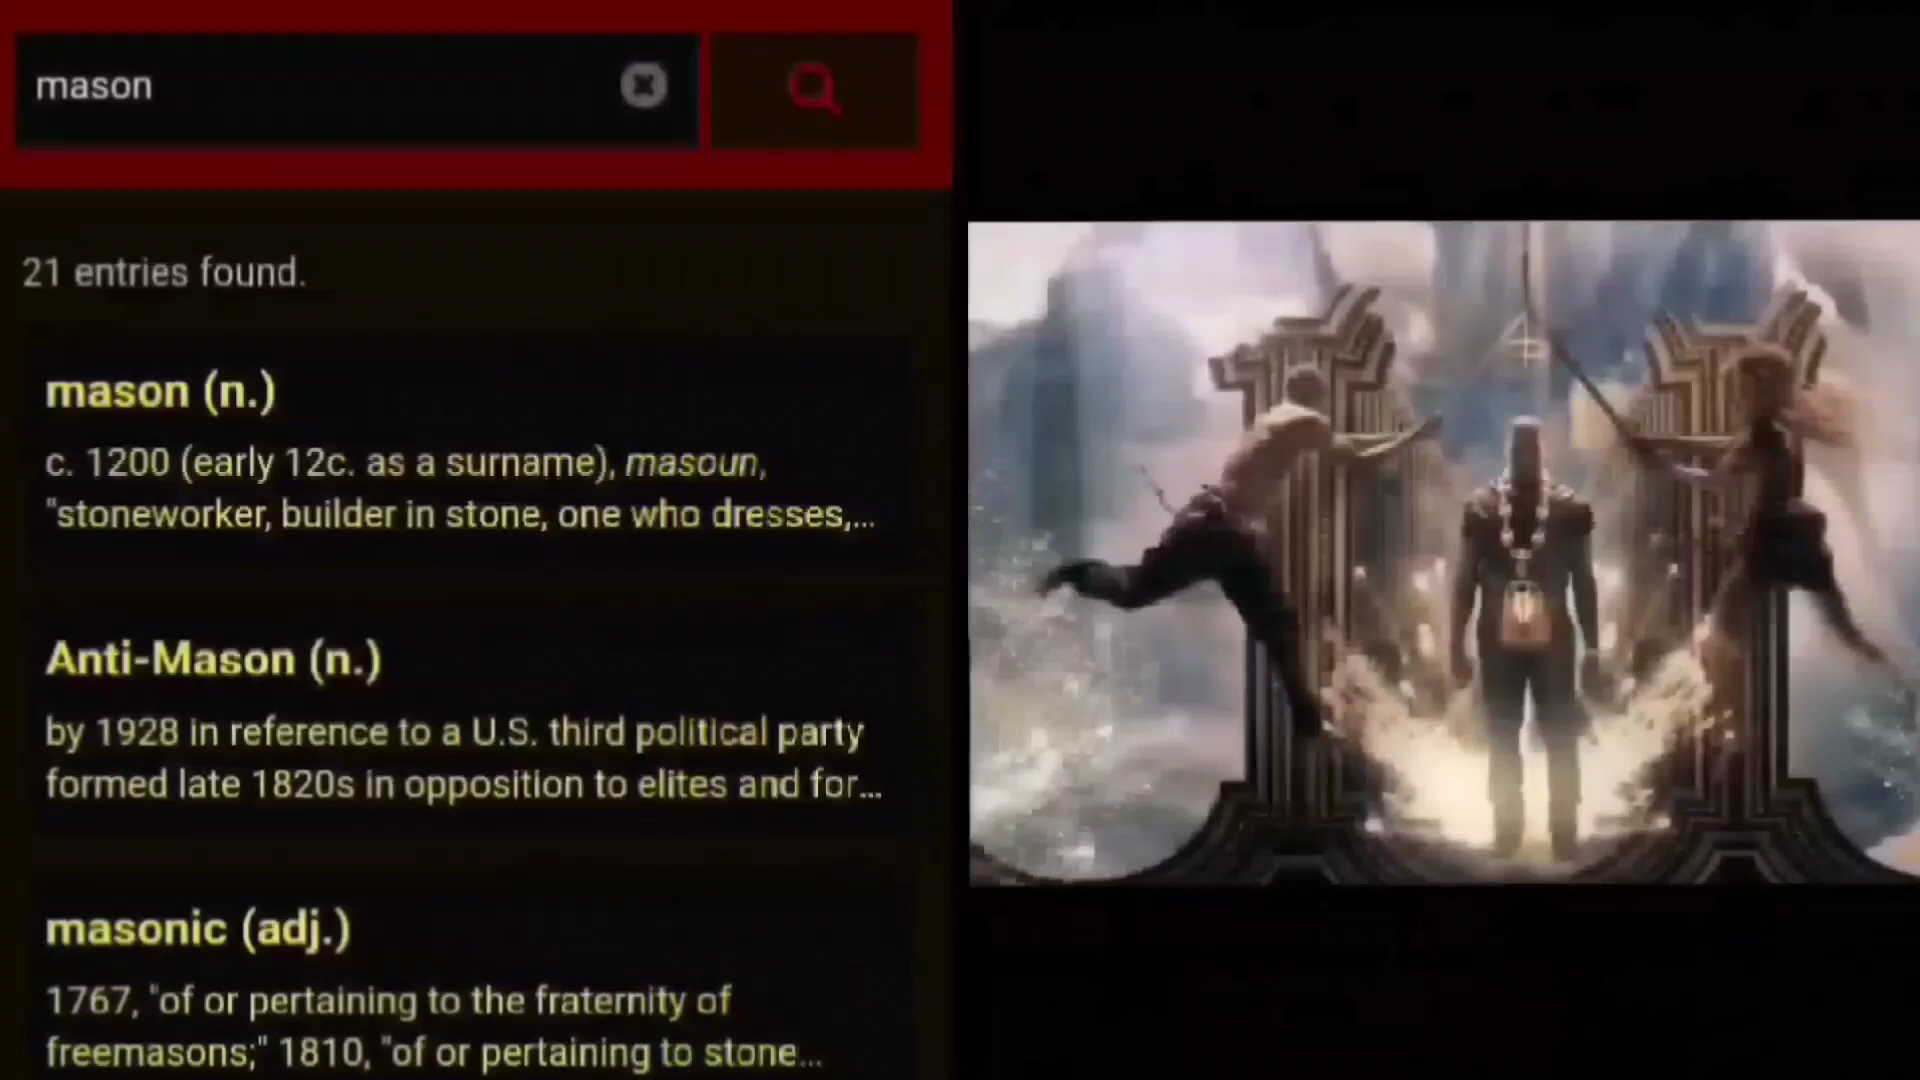 mason
21 entries found.
mason (n.)
c. 1200 (early 12c. as a surname), masoun,
"stoneworker, builder in stone, one who dresses,...
Anti-Mason (n.)
by 1928 in reference to a U.S. third political party
formed late 1820s in opposition to elites and for...
masonic (adj.)
1767, "of or pertaining to the fraternity of
freemasons;" 1810, "of or pertaining to stone...